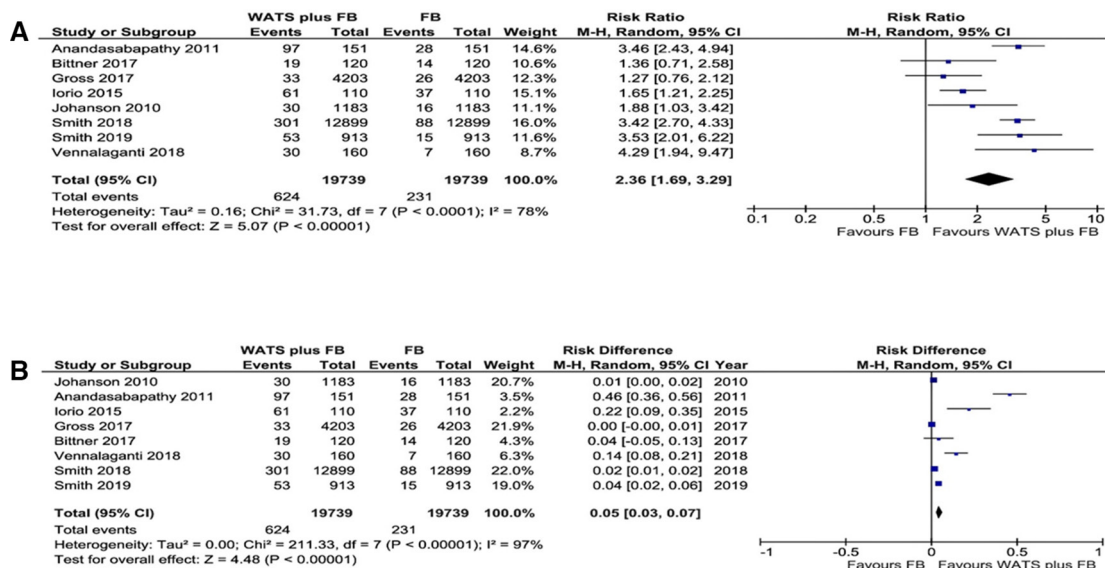 A
WATS plus FB FB Risk Ratio Risk Ratio
Study or Subgroup Events Total Events Total Weight M-H, Random, 95% CI M-H, Random, 95% CI
Anandasabapathy 2011 97 151 28 151 14.6% 3.46 [2.43, 4.94]
Bittner 2017 19 120 14 120 10.6% 1.36 [0.71, 2.58]
Gross 2017 33 4203 26 4203 12.3% 1.27 [0.76, 2.12]
Iorio 2015 61 110 37 110 15.1% 1.65 [1.21, 2.25]
Johanson 2010 30 1183 16 1183 11.1% 1.88 [1.03, 3.42]
Smith 2018 301 12899 88 12899 16.0% 3.42 [2.70, 4.33]
Smith 2019 53 913 15 913 11.6% 3.53 [2.01, 6.22]
Vennalaganti 2018 30 160 7 160 8.7% 4.29 [1.94, 9.47]
Total (95% CI) 19739 19739 100.0% 2.36 [1.69, 3.29]
Total events 624 231
Heterogeneity: Tau² = 0.16; Chi² = 31.73, df = 7 (P < 0.0001); I² = 78%
Test for overall effect: Z = 5.07 (P < 0.00001)
0.1 0.2 0.5 1 2 5 10
Favours FB Favours WATS plus FB
B
WATS plus FB FB Risk Difference Risk Difference
Study or Subgroup Events Total Events Total Weight M-H, Random, 95% CI Year M-H, Random, 95% CI
Johanson 2010 30 1183 16 1183 20.7% 0.01 [0.00, 0.02] 2010
Anandasabapathy 2011 97 151 28 151 3.5% 0.46 [0.36, 0.56] 2011
Iorio 2015 61 110 37 110 2.2% 0.22 [0.09, 0.35] 2015
Gross 2017 33 4203 26 4203 21.9% 0.00 [-0.00, 0.01] 2017
Bittner 2017 19 120 14 120 4.3% 0.04 [-0.05, 0.13] 2017
Vennalaganti 2018 30 160 7 160 6.3% 0.14 [0.08, 0.21] 2018
Smith 2018 301 12899 88 12899 22.0% 0.02 [0.01, 0.02] 2018
Smith 2019 53 913 15 913 19.0% 0.04 [0.02, 0.06] 2019
Total (95% CI) 19739 19739 100.0% 0.05 [0.03, 0.07]
Total events 624 231
Heterogeneity: Tau² = 0.00; Chi² = 211.33, df = 7 (P < 0.00001); I² = 97%
Test for overall effect: Z = 4.48 (P < 0.00001)
-1 -0.5 0 0.5 1
Favours FB Favours WATS plus FB